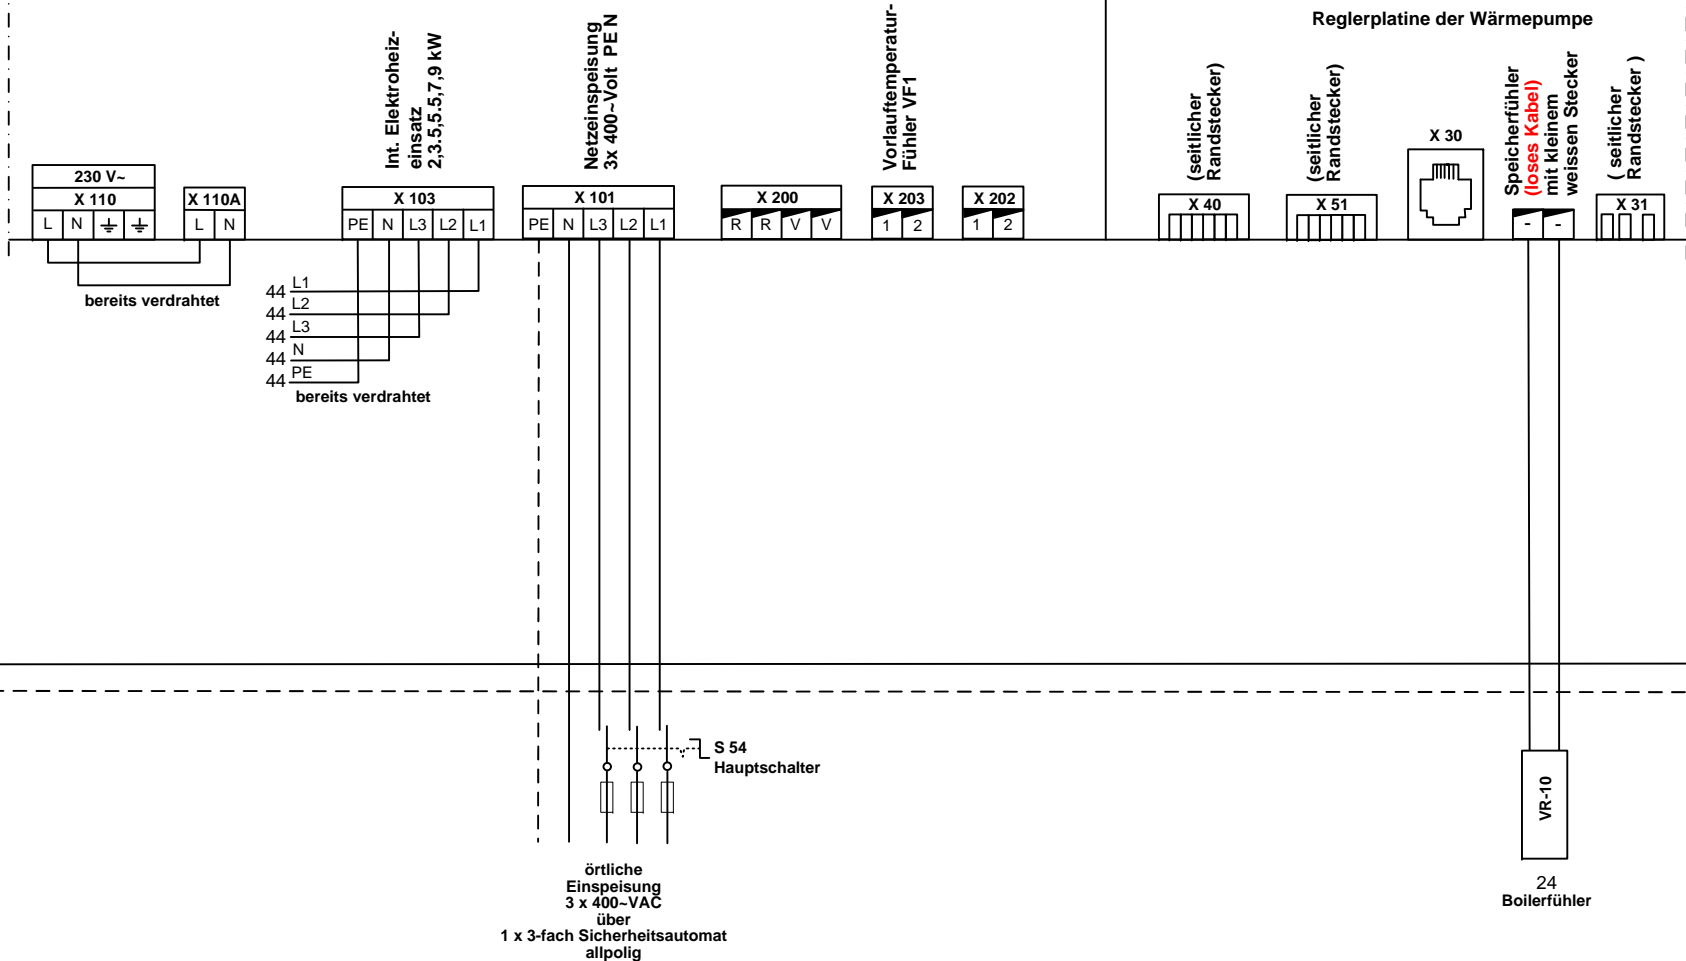 Reglerplatine der Wärmepumpe
Int. Elektroheiz-
einsatz
2,3.5,5.5,7,9 kW
Netzeinspeisung
3x 400~Volt PE N
Vorlauftemperatur-
Fühler VF1
(seitlicher
Randstecker)
(seitlicher
Randstecker)
Speicherfühler
(loses Kabel)
mit kleinem
weissen Stecker
( seitlicher
Randstecker )
230 V~
X 110
L N
X 110A
L N
X 103
PE N L3 L2 L1
X 101
PE N L3 L2 L1
X 200
R R V V
X 203
1 2
X 202
1 2
X 40
X 51
X 30
- -
X 31
bereits verdrahtet
44 L1
44 L2
44 L3
44 N
44 PE
bereits verdrahtet
S 54
Hauptschalter
VR-10
örtliche
Einspeisung
3 x 400~VAC
über
1 x 3-fach Sicherheitsautomat
allpolig
24
Boilerfühler